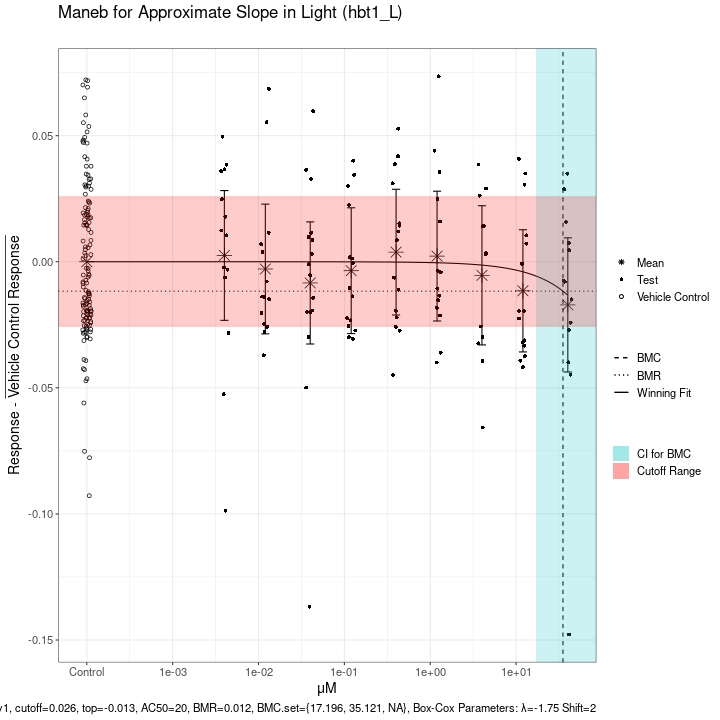 Maneb for Approximate Slope in Light (hbt1_L)
Response - Vehicle Control Response
0.05
0.00
-0.05
-0.10
-0.15
Control
1e-03
1e-02
1e-01
1e+00
1e+01
μM
Mean
Test
Vehicle Control
BMC
BMR
Winning Fit
CI for BMC
Cutoff Range
cutoff=0.026, top=-0.013, AC50=20, BMR=0.012, BMC.set={17.196, 35.121, NA}, Box-Cox Parameters: λ=-1.75 Shift=2